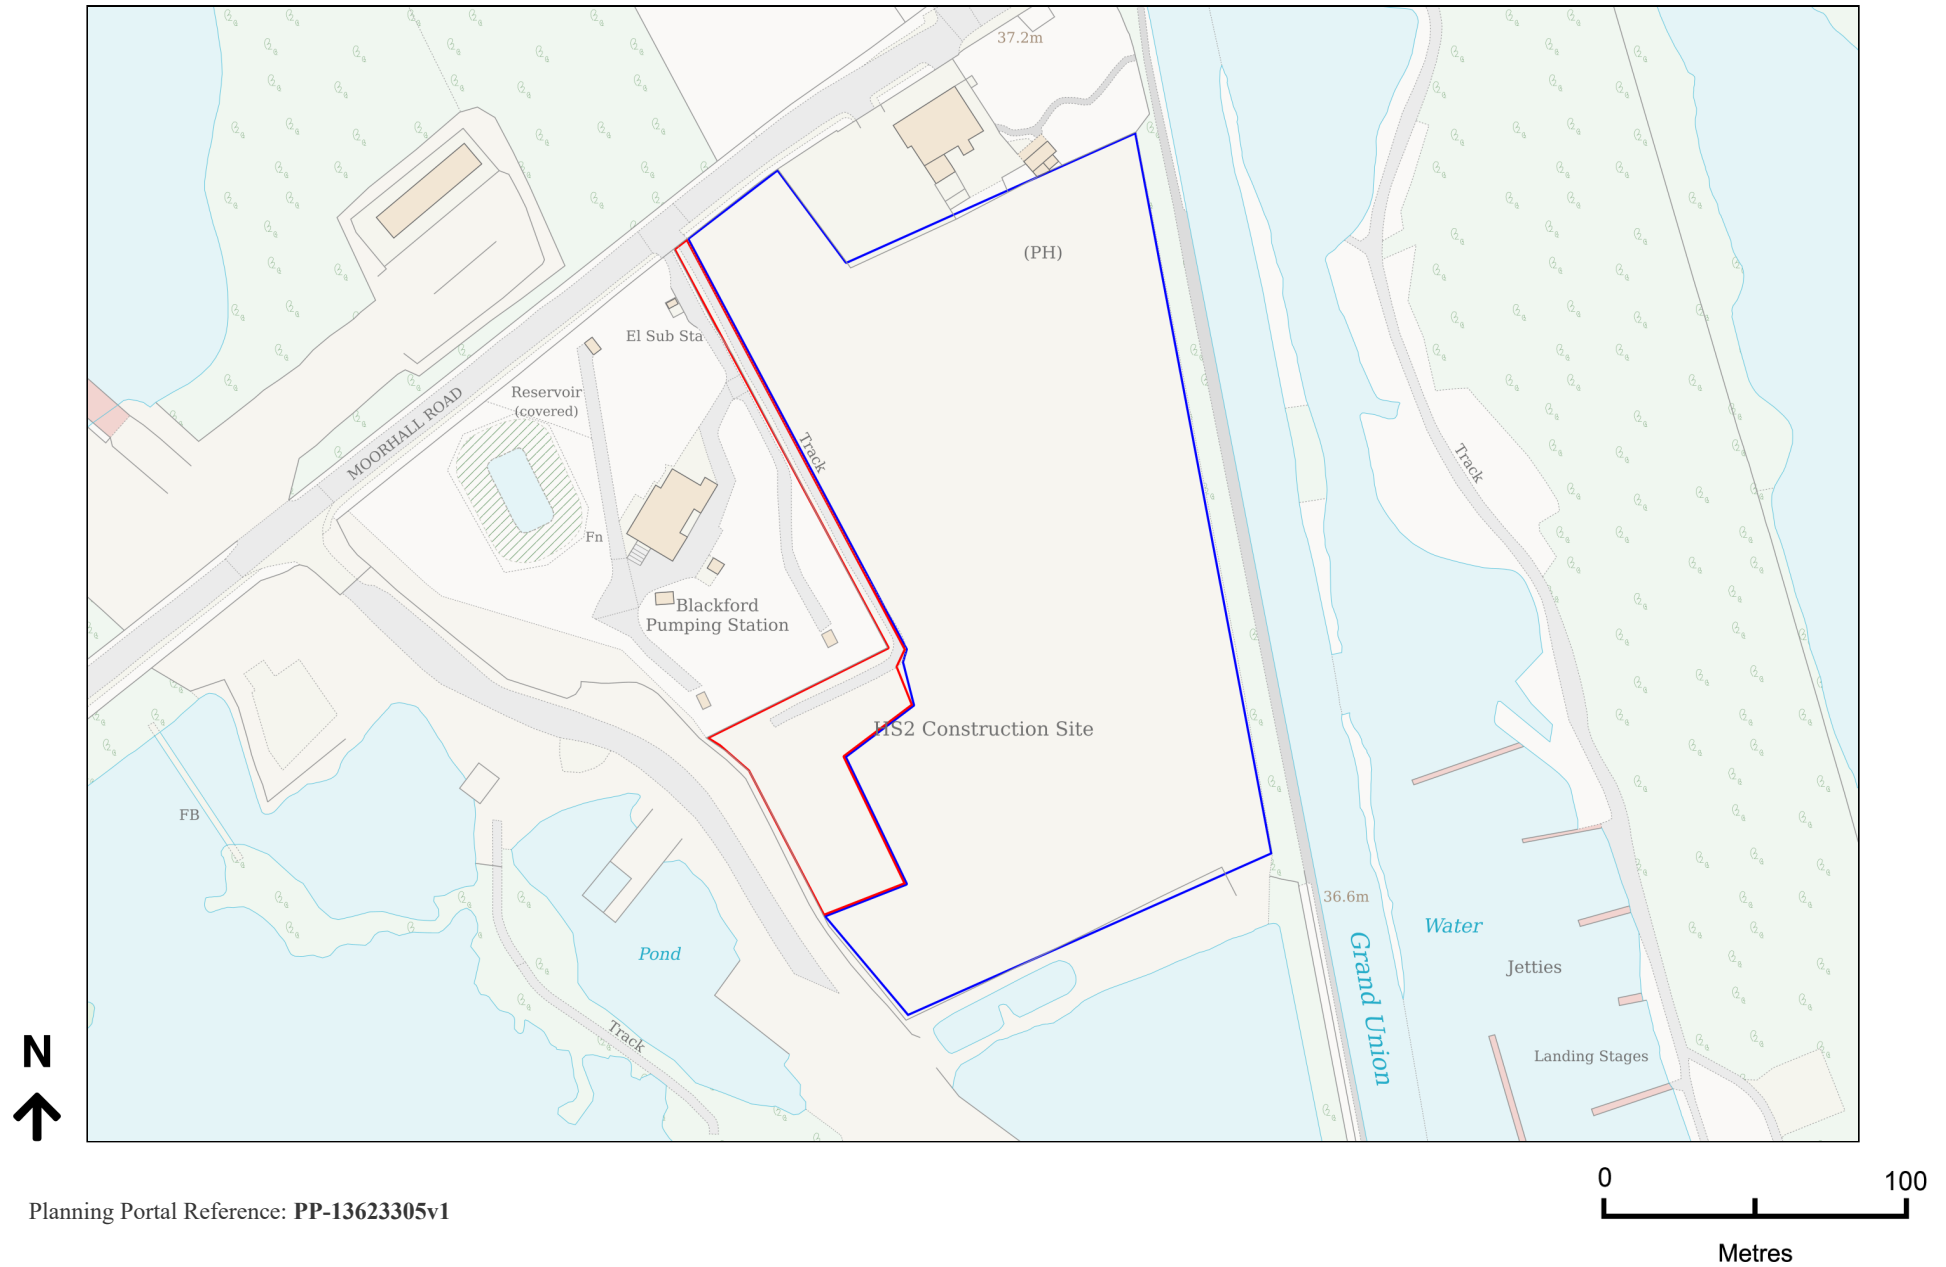 37.2m
(PH)
El Sub Sta
Reservoir
(covered)
MOORHALL ROAD
Track
Track
Fn
Blackford
Pumping Station
HS2 Construction Site
FB
36.6m
Water
Pond
Grand Union
Jetties
Track
Landing Stages
N
0 100
Planning Portal Reference: PP-13623305v1
Metres